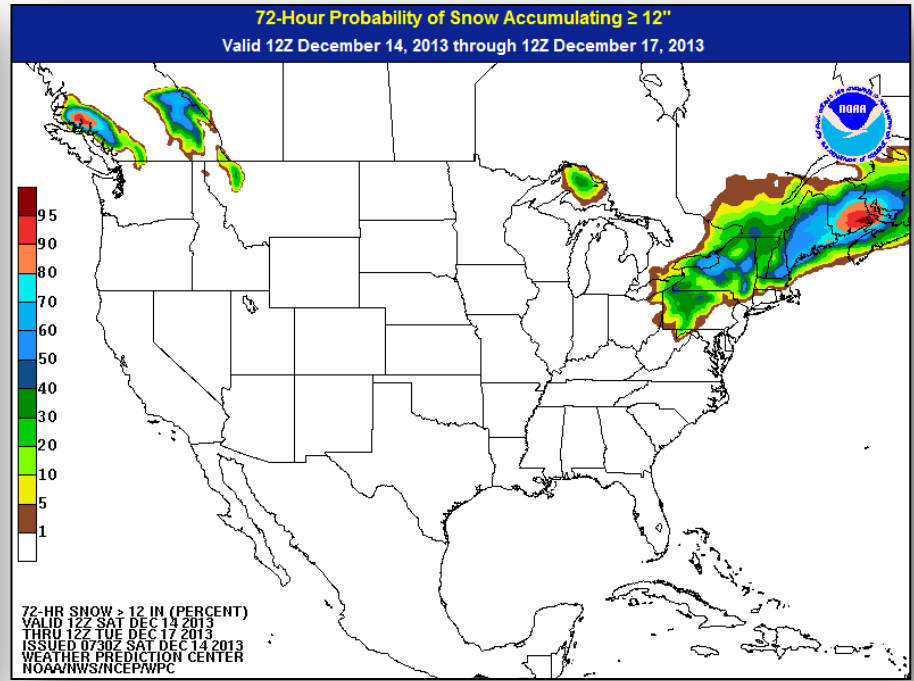 72-Hour Probability of Snow Accumulating ≥ 12"
Valid 12Z December 14, 2013 through 12Z December 17, 2013
NOAA
95
90
80
70
60
50
40
30
20
10
5
1
72-HR SNOW > 12 IN (PERCENT)
VALID 12Z SAT DEC 14 2013
THRU 12Z TUE DEC 17 2013
ISSUED 0730Z SAT DEC 14 2013
WEATHER PREDICTION CENTER
NOAA/NWS/NCEP/WPC